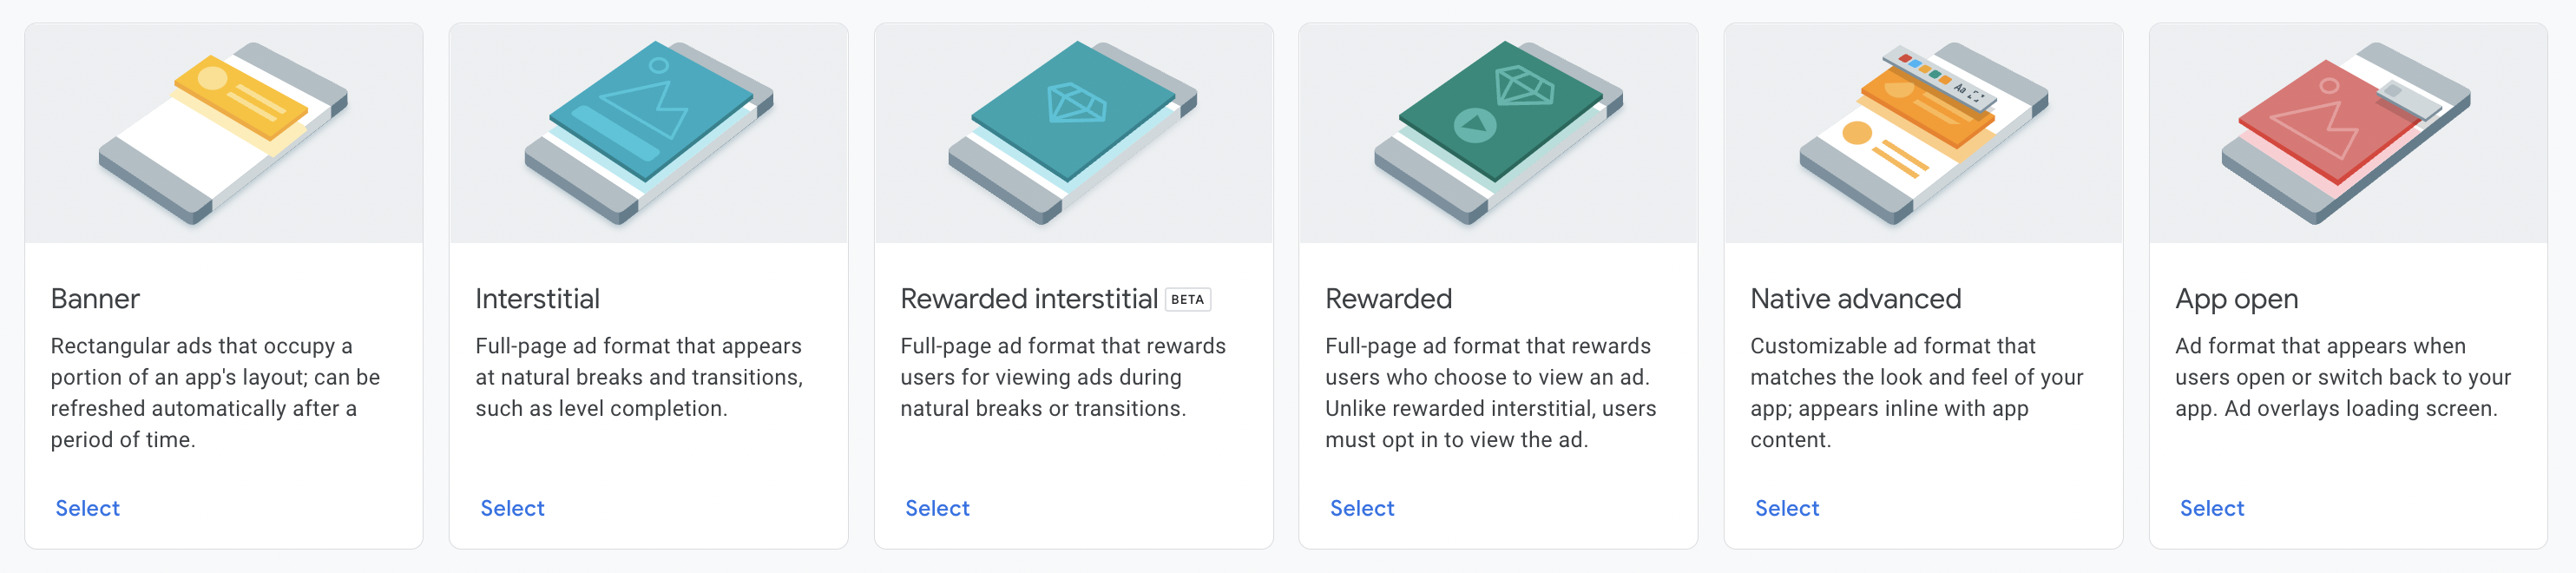 Aa
Banner
Rectangular ads that occupy a
portion of an app's layout; can be
refreshed automatically after a
period of time.
Select
Interstitial
Full-page ad format that appears
at natural breaks and transitions,
such as level completion.
Select
Rewarded interstitial BETA
Full-page ad format that rewards
users for viewing ads during
natural breaks or transitions.
Select
Rewarded
Full-page ad format that rewards
users who choose to view an ad.
Unlike rewarded interstitial, users
must opt in to view the ad.
Select
Native advanced
Customizable ad format that
matches the look and feel of your
app; appears inline with app
content.
Select
App open
Ad format that appears when
users open or switch back to your
app. Ad overlays loading screen.
Select